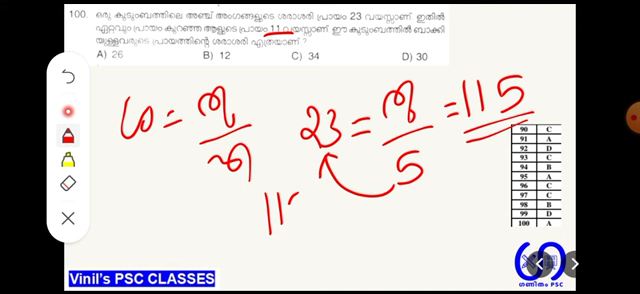 100. ഒരു കുടുംബത്തിലെ അഞ്ച് അംഗങ്ങളുടെ ശരാശരി പ്രായം 23 വയസ്സാണ് ഇതിൽ
ഏറ്റവും പ്രായം കുറഞ്ഞ ആളുടെ പ്രായം 11 വയസ്സാണ് ഈ കുടുംബത്തിൽ ബാക്കി
യുള്ളവരുടെ പ്രായത്തിന്റെ ശരാശരി എത്രയാണ് ?
A) 26 B) 12 C) 34 D) 30
ശ = തു / എ 23 = തു / 5 = 115
11
90 C
91 A
92 D
93 C
94 B
95 A
96 C
97 C
98 B
99 D
100 A
Vinil's PSC CLASSES
ഗണിതം PSC